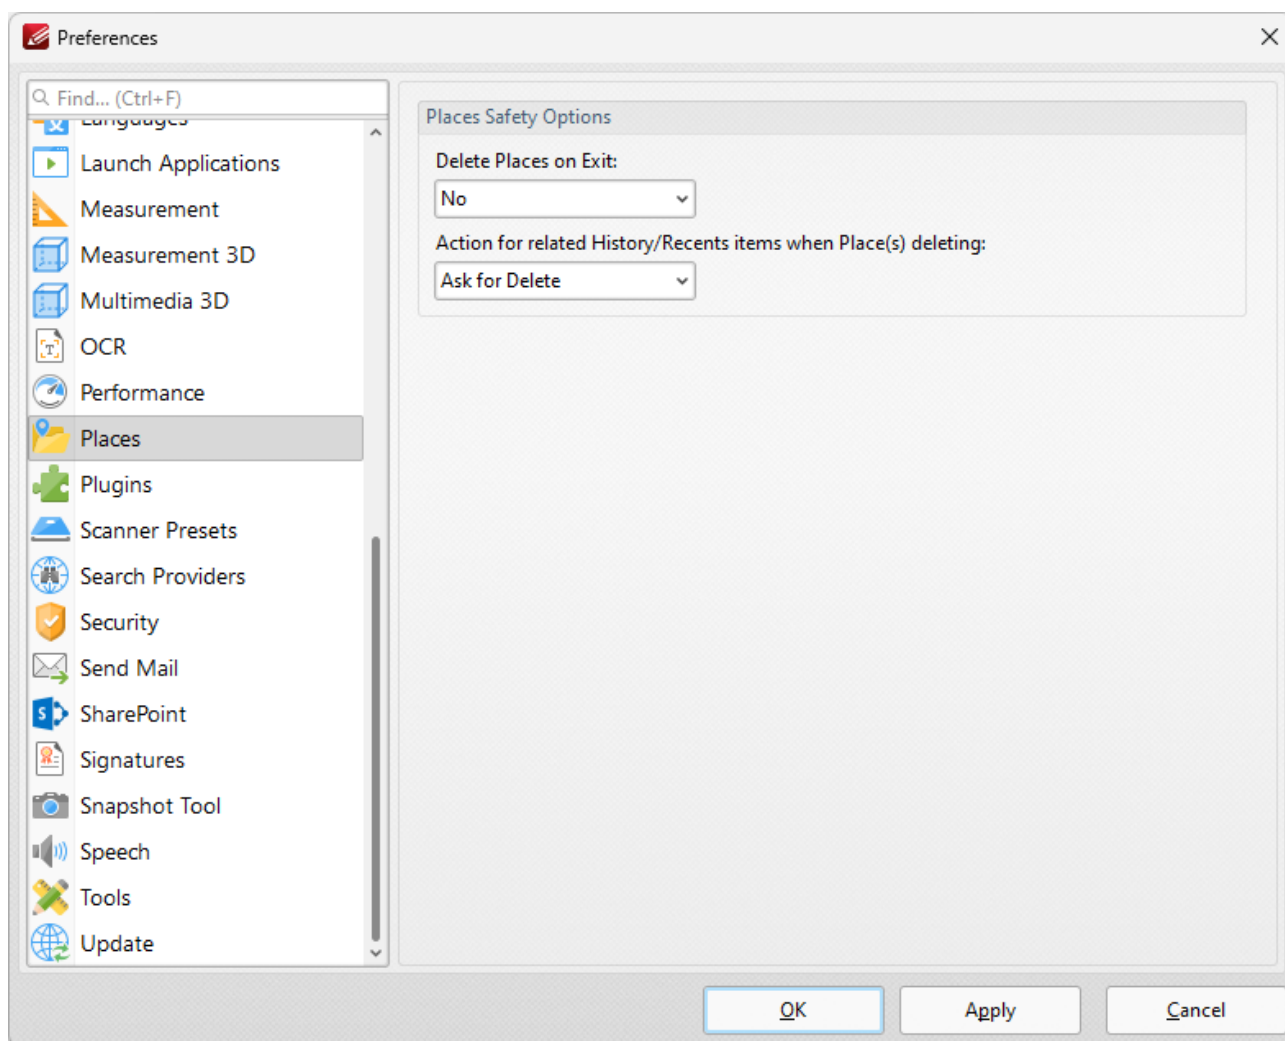 Preferences
Find... (Ctrl+F)
Languages
Launch Applications
Measurement
Measurement 3D
Multimedia 3D
OCR
Performance
Places
Plugins
Scanner Presets
Search Providers
Security
Send Mail
SharePoint
Signatures
Snapshot Tool
Speech
Tools
Update
Places Safety Options
Delete Places on Exit:
No
Action for related History/Recents items when Place(s) deleting:
Ask for Delete
OK
Apply
Cancel